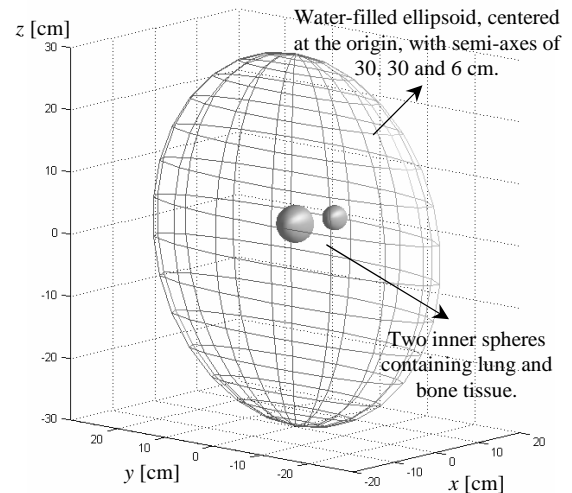 z [cm]
Water-filled ellipsoid, centered
at the origin, with semi-axes of
30, 30 and 6 cm.
30
20
10
0
-10
-20
-30
Two inner spheres
containing lung and
bone tissue.
20
10
0
-10
-20
y [cm]
-20
-10
0
10
20
x [cm]